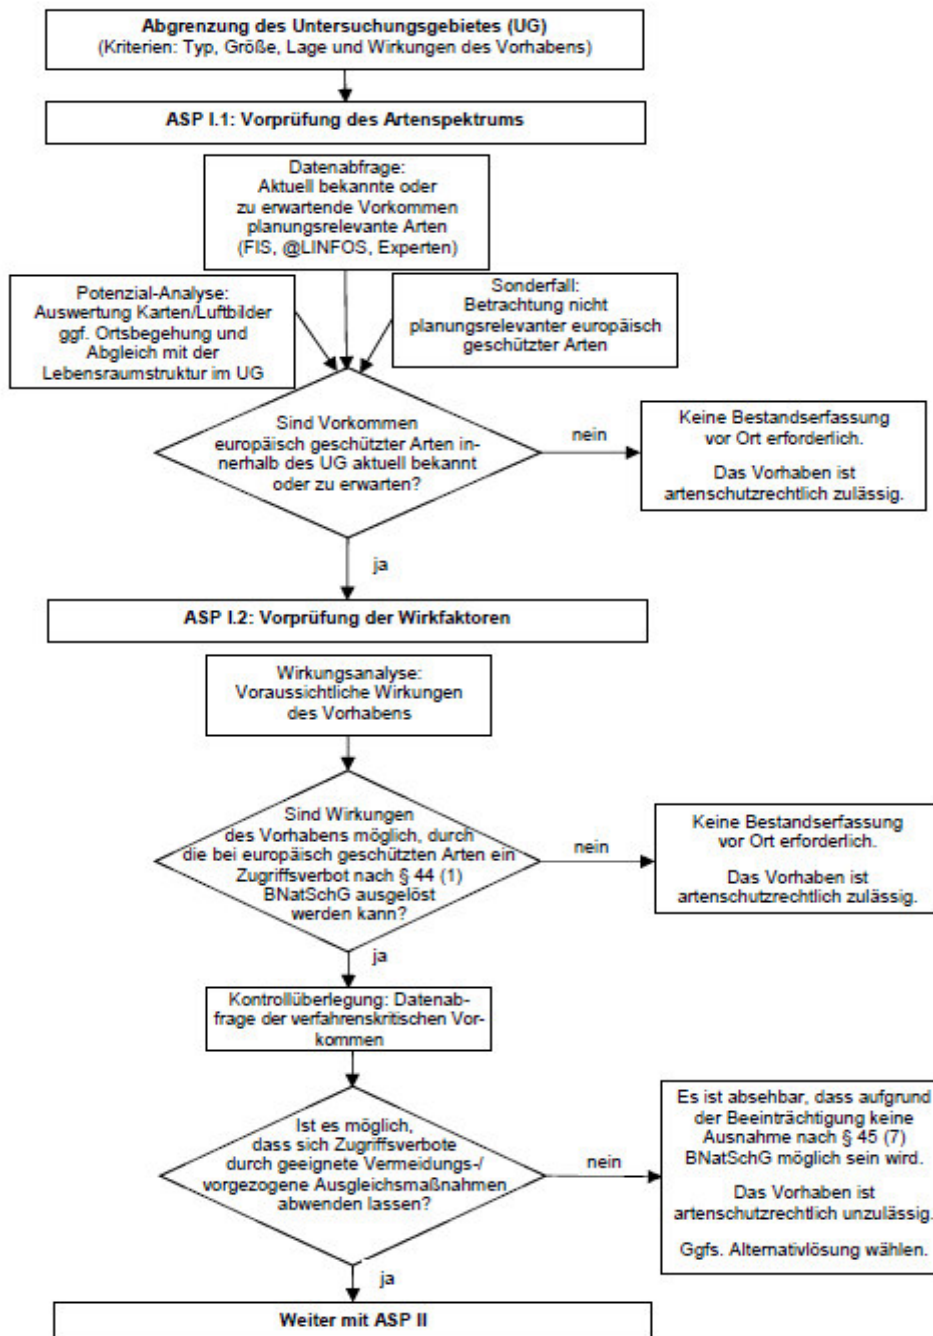 Abgrenzung des Untersuchungsgebietes (UG)
(Kriterien: Typ, Größe, Lage und Wirkungen des Vorhabens)
ASP I.1: Vorprüfung des Artenspektrums
Datenabfrage:
Aktuell bekannte oder
zu erwartende Vorkommen
planungsrelevante Arten
(FIS, @LINFOS, Experten)
Potenzial-Analyse:
Auswertung Karten/Luftbilder
ggf. Ortsbegehung und
Abgleich mit der
Lebensraumstruktur im UG
Sonderfall:
Betrachtung nicht
planungsrelevanter europäisch
geschützter Arten
Sind Vorkommen
europäisch geschützter Arten in-
nerhalb des UG aktuell bekannt
oder zu erwarten?
nein
Keine Bestandserfassung
vor Ort erforderlich.
Das Vorhaben ist
artenschutzrechtlich zulässig.
ja
ASP I.2: Vorprüfung der Wirkfaktoren
Wirkungsanalyse:
Voraussichtliche Wirkungen
des Vorhabens
Sind Wirkungen
des Vorhabens möglich, durch
die bei europäisch geschützten Arten ein
Zugriffsverbot nach § 44 (1)
BNatSchG ausgelöst
werden kann?
nein
Keine Bestandserfassung
vor Ort erforderlich.
Das Vorhaben ist
artenschutzrechtlich zulässig.
ja
Kontrollüberlegung: Datenab-
frage der verfahrenskritischen Vor-
kommen
Ist es möglich,
dass sich Zugriffsverbote
durch geeignete Vermeidungs-/
vorgezogene Ausgleichsmaßnahmen
abwenden lassen?
nein
Es ist absehbar, dass aufgrund
der Beeinträchtigung keine
Ausnahme nach § 45 (7)
BNatSchG möglich sein wird.
Das Vorhaben ist
artenschutzrechtlich unzulässig.
Ggfs. Alternativlösung wählen.
ja
Weiter mit ASP II